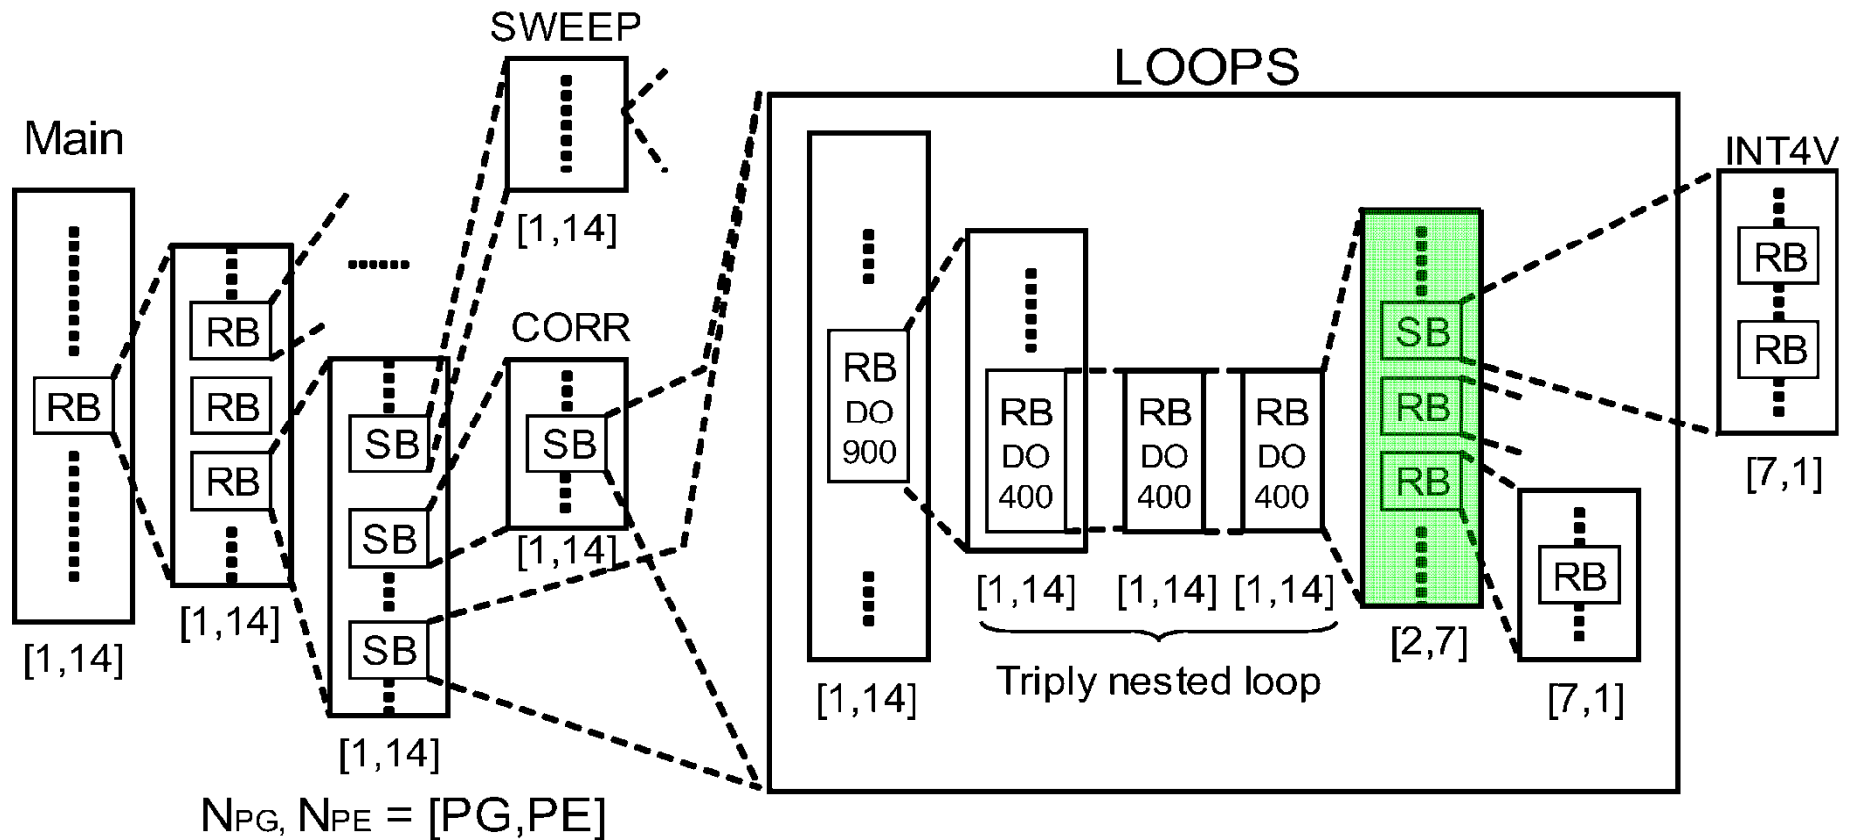 SWEEP
[1,14]
Main
RB
[1,14]
RB
RB
RB
[1,14]
SB
SB
SB
[1,14]
CORR
SB
[1,14]
LOOPS
RB
DO
900
[1,14]
RB
DO
400
[1,14]
RB
DO
400
[1,14]
RB
DO
400
[1,14]
Triply nested loop
SB
RB
RB
[2,7]
RB
[7,1]
INT4V
RB
RB
[7,1]
NPG, NPE = [PG,PE]